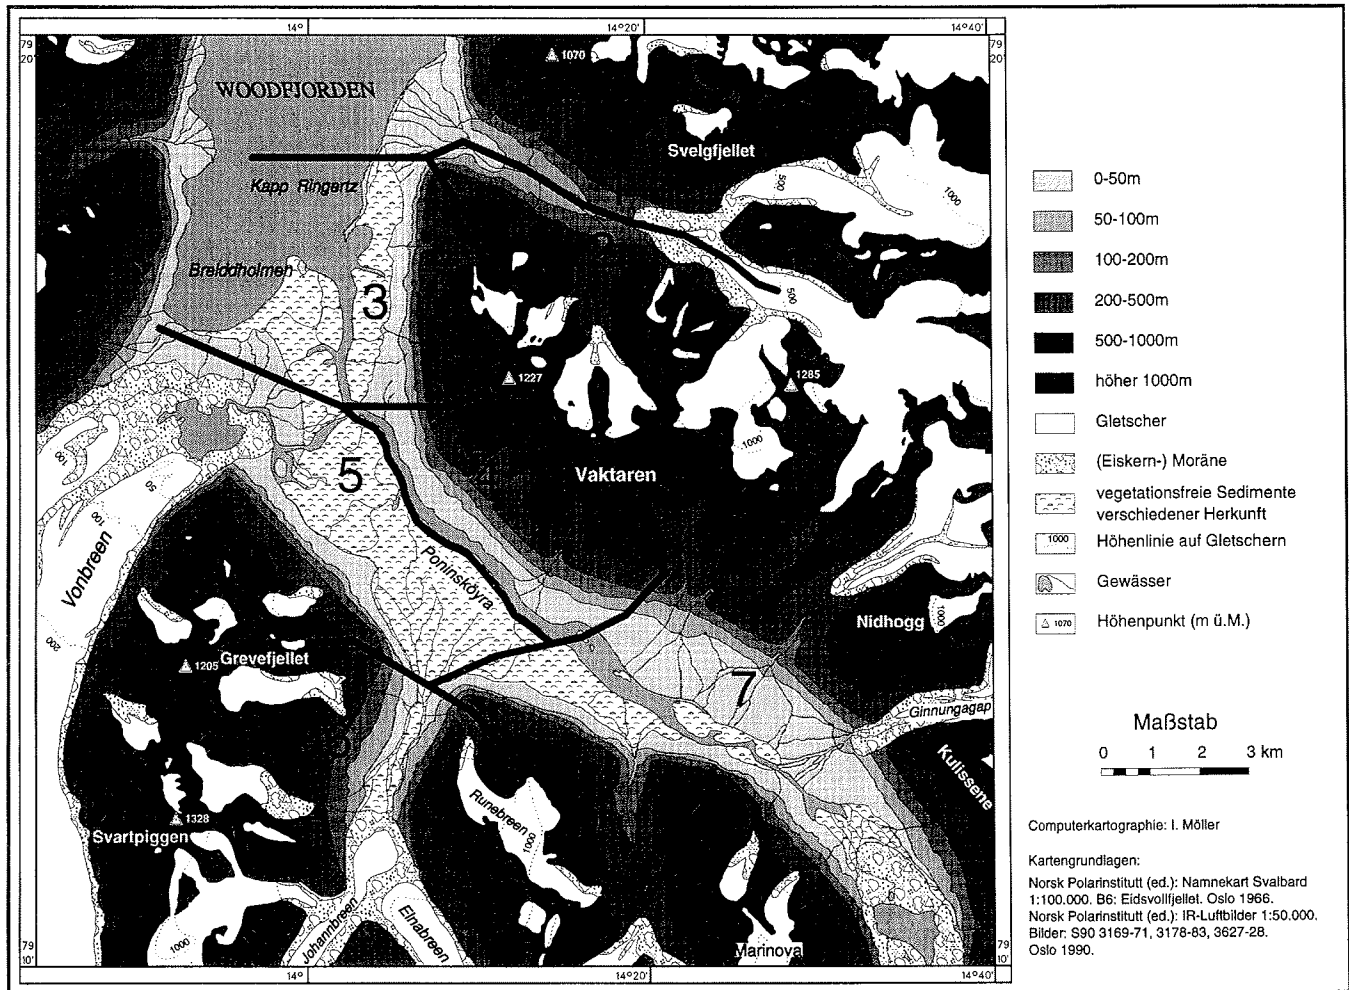 14° 14°20' 14°40'
79 79
20' 20'
1070
WOODFJORDEN
Svelgfjellet
500
1000
Kapp Ringertz
Breiddholmen
500
3
1227
1285
1000
Vaktaren
5
100
50
100
Vonbreen
Poninsköyra
200
Nidhogg
1000
1205
Grevefjellet
7
Ginnungagap
Kulissene
Runebreen
1000
1328
Svartpiggen
1000
Johannbreen
Elnabreen
Marinova
79 79
10' 10'
14° 14°20' 14°40'
0-50m
50-100m
100-200m
200-500m
500-1000m
höher 1000m
Gletscher
(Eiskern-) Moräne
vegetationsfreie Sedimente
verschiedener Herkunft
1000 Höhenlinie auf Gletschern
Gewässer
1070 Höhenpunkt (m ü.M.)
Maßstab
0 1 2 3 km
Computerkartographie: I. Möller
Kartengrundlagen:
Norsk Polarinstitutt (ed.): Namnekart Svalbard
1:100.000. B6: Eidsvollfjellet. Oslo 1966.
Norsk Polarinstitutt (ed.): IR-Luftbilder 1:50.000.
Bilder: S90 3169-71, 3178-83, 3627-28.
Oslo 1990.